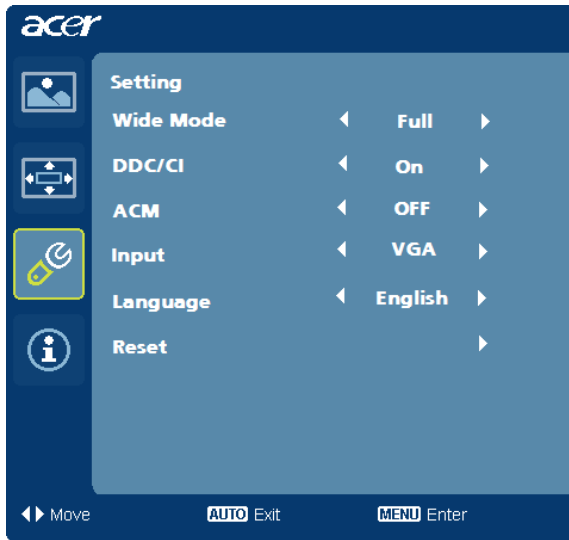 acer
Setting
Wide Mode Full
DDC/CI On
ACM OFF
Input VGA
Language English
Reset
Move AUTO Exit MENU Enter